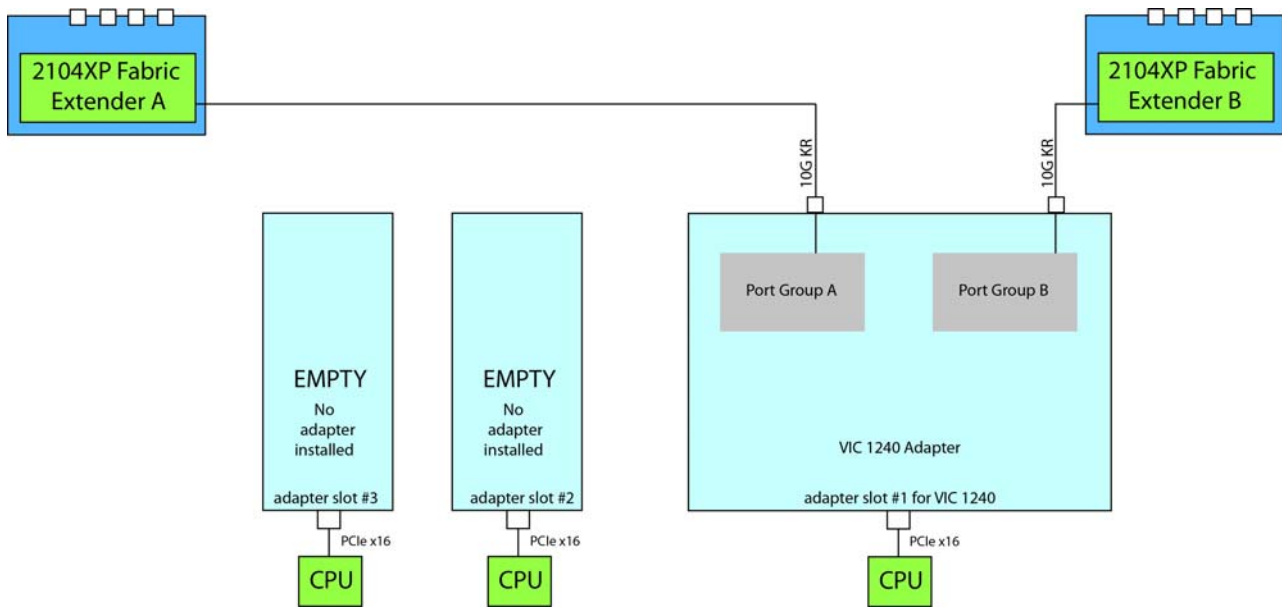 2104XP Fabric
Extender A
2104XP Fabric
Extender B
10G KR
10G KR
Port Group A
Port Group B
EMPTY
No
adapter
installed
adapter slot #3
EMPTY
No
adapter
installed
adapter slot #2
VIC 1240 Adapter
adapter slot #1 for VIC 1240
PCIe x16
PCIe x16
PCIe x16
CPU
CPU
CPU